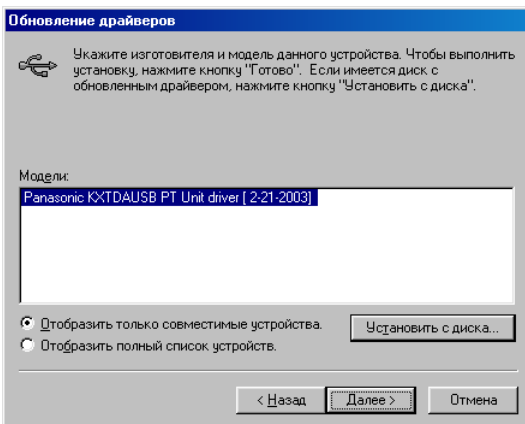 Обновление драйверов
Укажите изготовителя и модель данного устройства. Чтобы выполнить
установку, нажмите кнопку "Готово". Если имеется диск с
обновленным драйвером, нажмите кнопку "Установить с диска".
Модели:
Panasonic KXTDAUSB PT Unit driver [ 2-21-2003]
Отобразить только совместимые устройства.
Установить с диска...
Отобразить полный список устройств.
< Назад
Далее >
Отмена